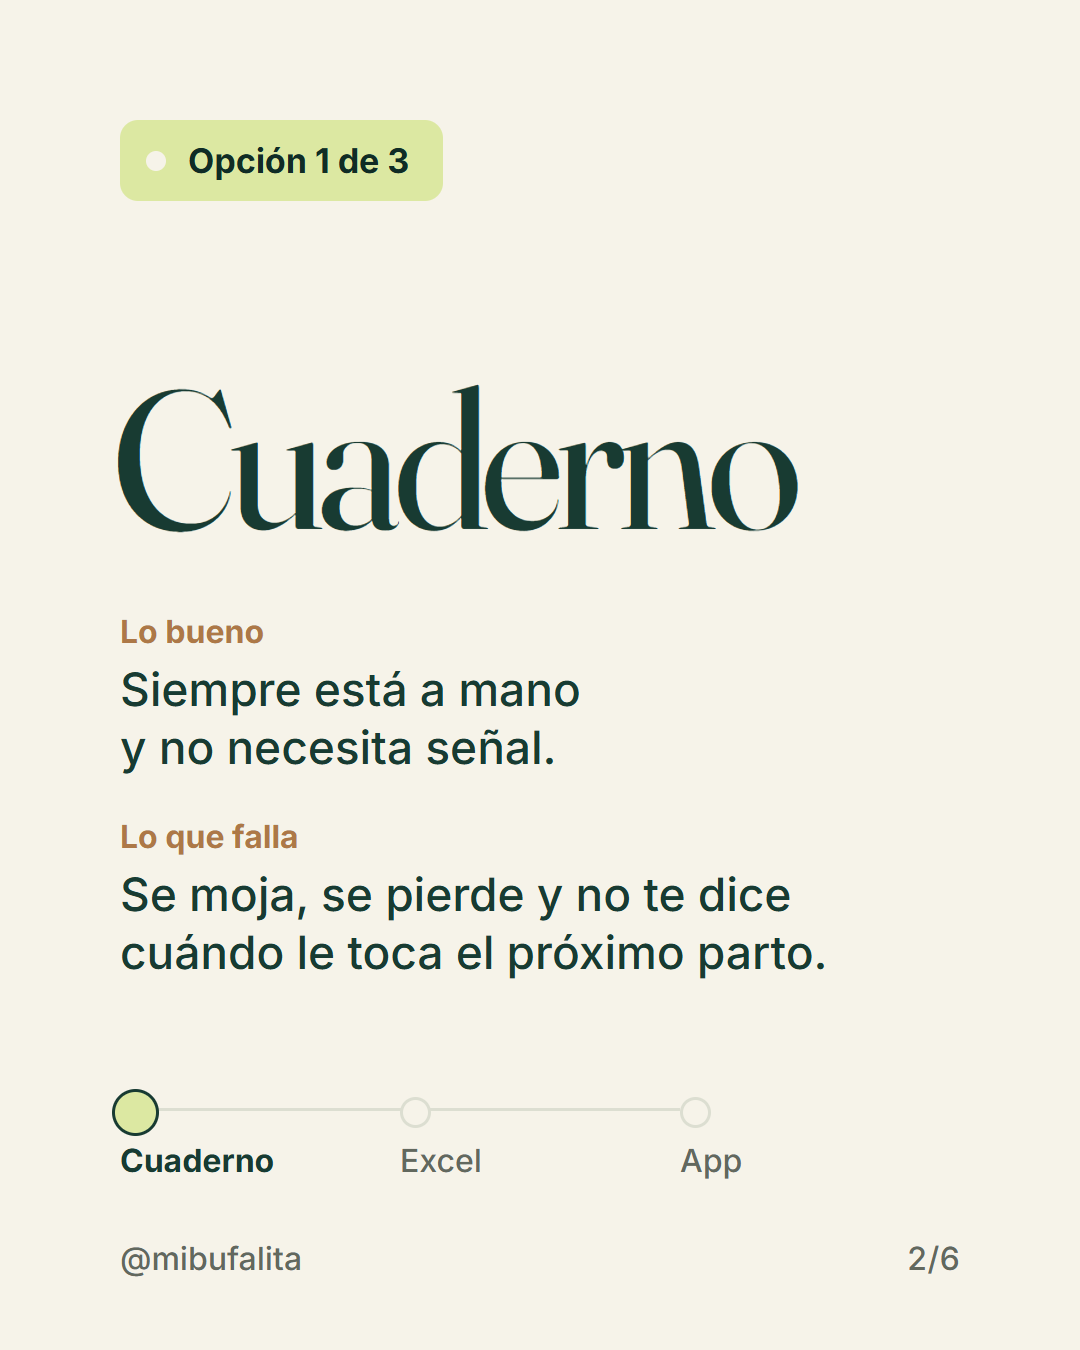 Opción 1 de 3
Cuaderno
Lo bueno
Siempre está a mano
y no necesita señal.
Lo que falla
Se moja, se pierde y no te dice
cuándo le toca el próximo parto.
Cuaderno
Excel
App
@mibufalita
2/6